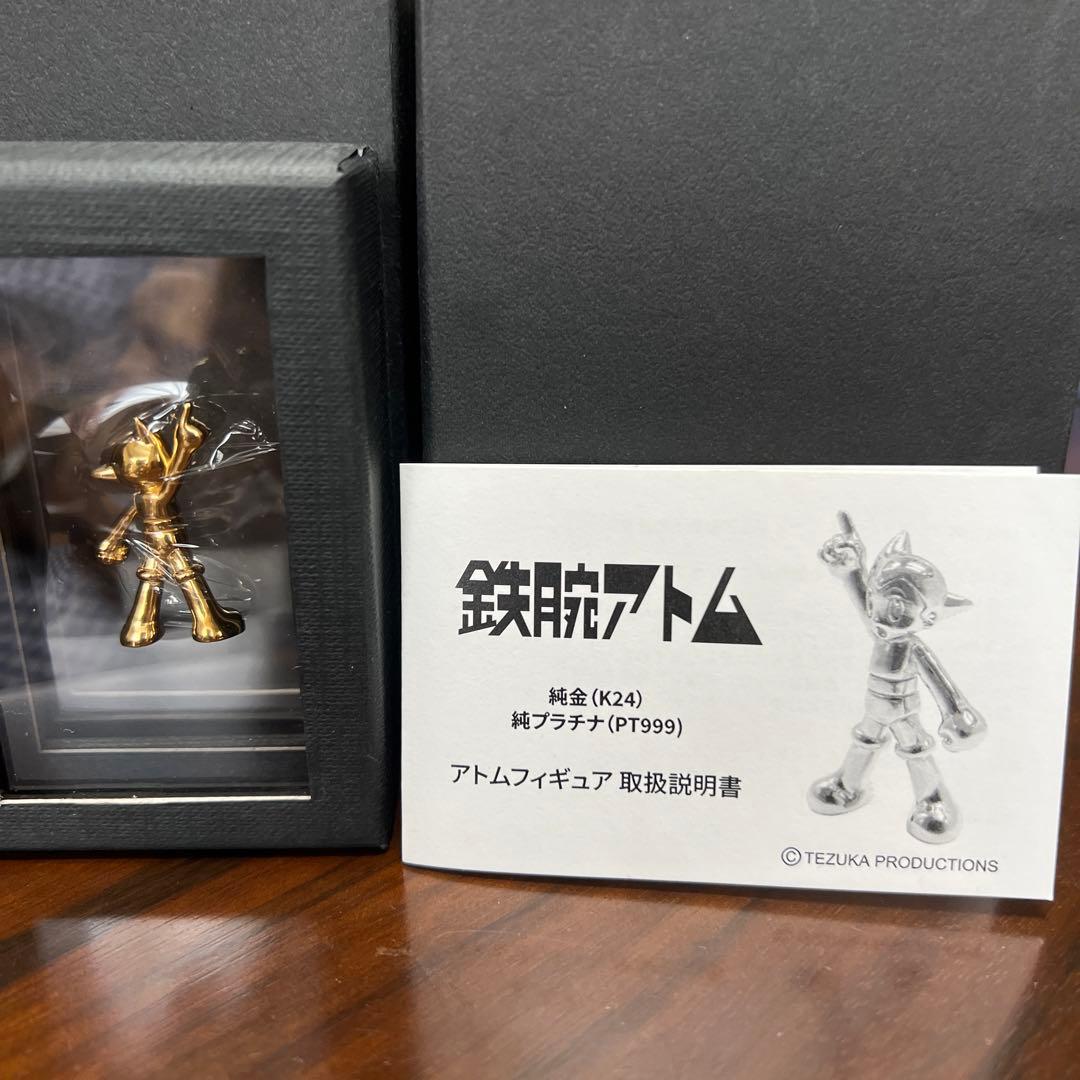 鉄腕アトム
純金(K24)
純プラチナ(PT999)
アトムフィギュア 取扱説明書
©TEZUKA PRODUCTIONS